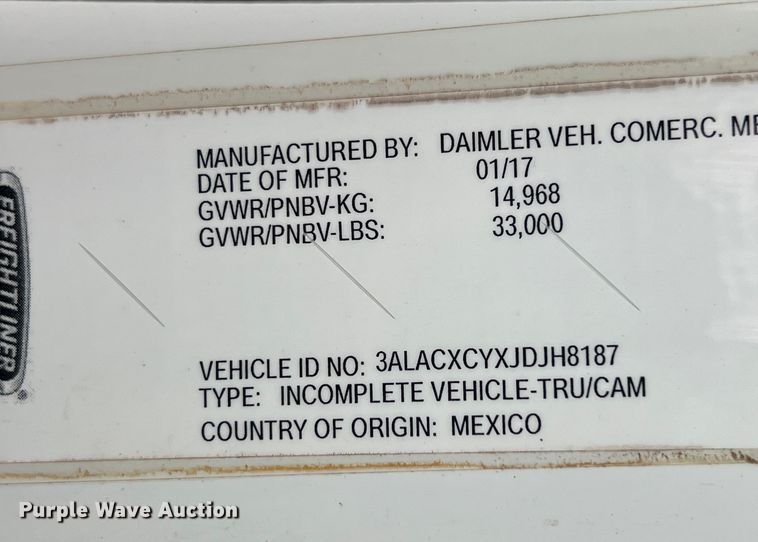 MANUFACTURED BY: DAIMLER VEH. COMERC.
DATE OF MFR: 01/17
GVWR/PNBV-KG: 14,968
GVWR/PNBV-LBS: 33,000
FREIGHTLINER
VEHICLE ID NO: 3ALACXCYXJDJH8187
TYPE: INCOMPLETE VEHICLE-TRU/CAM
COUNTRY OF ORIGIN: MEXICO
Purple Wave Auction